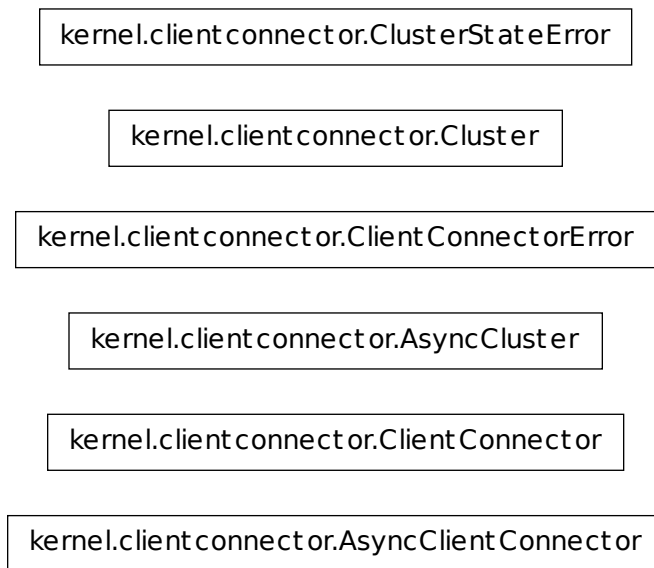 kernel.clientconnector.ClusterStateError
kernel.clientconnector.Cluster
kernel.clientconnector.ClientConnectorError
kernel.clientconnector.AsyncCluster
kernel.clientconnector.ClientConnector
kernel.clientconnector.AsyncClientConnector